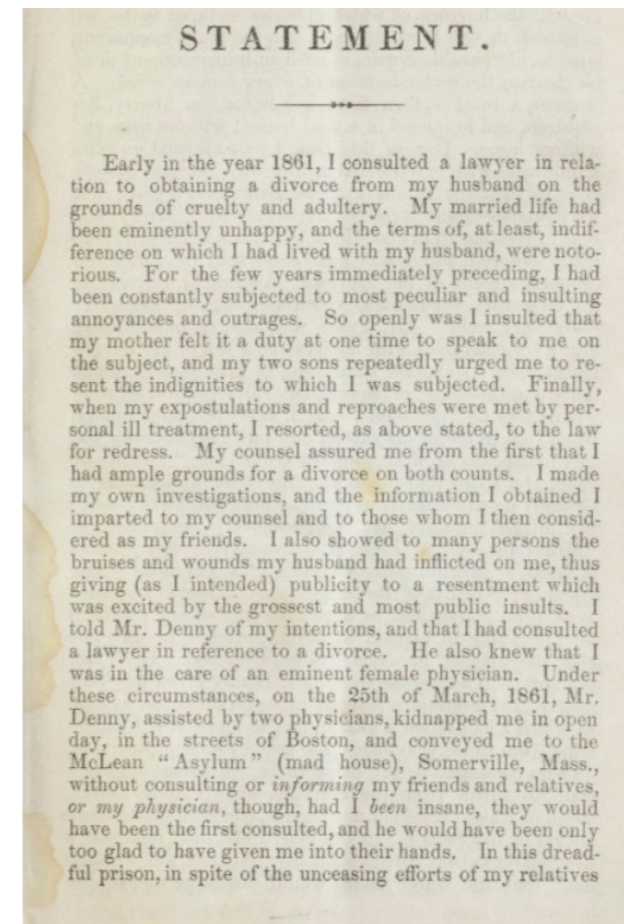 STATEMENT.
Early in the year 1861, I consulted a lawyer in rela-
tion to obtaining a divorce from my husband on the
grounds of cruelty and adultery. My married life had
been eminently unhappy, and the terms of, at least, indif-
ference on which I had lived with my husband, were noto-
rious. For the few years immediately preceding, I had
been constantly subjected to most peculiar and insulting
annoyances and outrages. So openly was I insulted that
my mother felt it a duty at one time to speak to me on
the subject, and my two sons repeatedly urged me to re-
sent the indignities to which I was subjected. Finally,
when my expostulations and reproaches were met by per-
sonal ill treatment, I resorted, as above stated, to the law
for redress. My counsel assured me from the first that I
had ample grounds for a divorce on both counts. I made
my own investigations, and the information I obtained I
imparted to my counsel and to those whom I then consid-
ered as my friends. I also showed to many persons the
bruises and wounds my husband had inflicted on me, thus
giving (as I intended) publicity to a resentment which
was excited by the grossest and most public insults. I
told Mr. Denny of my intentions, and that I had consulted
a lawyer in reference to a divorce. He also knew that I
was in the care of an eminent female physician. Under
these circumstances, on the 25th of March, 1861, Mr.
Denny, assisted by two physicians, kidnapped me in open
day, in the streets of Boston, and conveyed me to the
McLean "Asylum" (mad house), Somerville, Mass.,
without consulting or informing my friends and relatives,
or my physician, though, had I been insane, they would
have been the first consulted, and he would have been only
too glad to have given me into their hands. In this dread-
ful prison, in spite of the unceasing efforts of my relatives